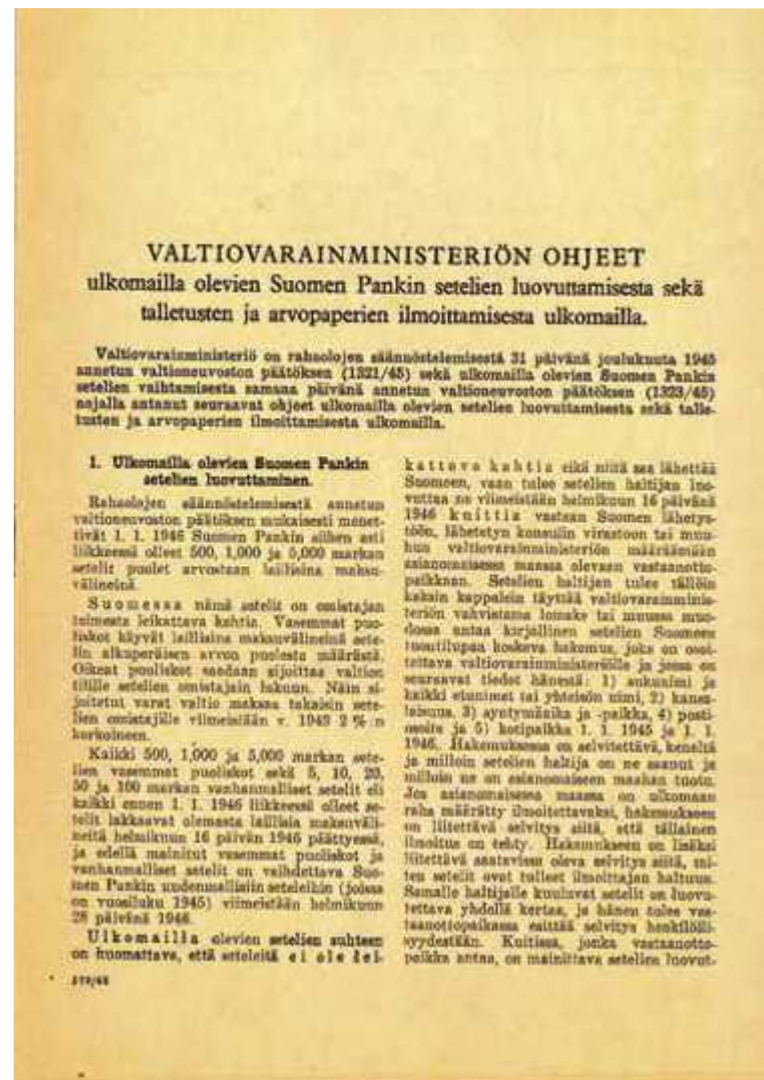 VALTIOVARAINMINISTERIÖN OHJEET
ulkomailla olevien Suomen Pankin setelien luovuttamisesta sekä
talletusten ja arvopaperien ilmoittamisesta ulkomailla.
Valtiovarainministeriö on rahaolojen säännöstelemisestä 31 päivänä joulukuuta 1945
annetun valtioneuvoston päätöksen (1321/45) sekä ulkomailla olevien Suomen Pankin
setelien vaihtamisesta samana päivänä annetun valtioneuvoston päätöksen (1323/45)
nojalla antanut seuraavat ohjeet ulkomailla olevien setelien luovuttamisesta sekä talle-
tusten ja arvopaperien ilmoittamisesta ulkomailla.
1. Ulkomailla olevien Suomen Pankin
setelien luovuttaminen.
Rahaolojen säännöstelemisestä annetun
valtioneuvoston päätöksen mukaisesti menet-
tivät 1. 1. 1946 Suomen Pankin siihen asti
liikkeessä olleet 500, 1,000 ja 5,000 markan
setelit puolet arvostaan laillisina maksu-
välineinä.
Suomessa nämä setelit on omistajan
toimesta leikattava kahtia. Vasemmat puo-
liskot käyvät laillisina maksuvälineinä sete-
lin alkuperäisen arvon puolesta määrästä.
Oikeat puoliskot saadaan sijoittaa valtion
tilille setelien omistajain lukuun. Näin si-
joitetut varat valtio maksaa takaisin sete-
lien omistajille viimeistään v. 1949 2 %:n
korkoineen.
Kaikki 500, 1,000 ja 5,000 markan sete-
lien vasemmat puoliskot sekä 5, 10, 20,
50 ja 100 markan vanhanmalliset setelit eli
kaikki ennen 1. 1. 1946 liikkeessä olleet se-
telit lakkaavat olemasta laillisia maksuväli-
neitä helmikuun 16 päivän 1946 päättyessä,
ja edellä mainitut vasemmat puoliskot ja
vanhanmalliset setelit on vaihdettava Suo-
men Pankin uudenmallisiin seteleihin (joissa
on vuosiluku 1945) viimeistään helmikuun
28 päivänä 1946.
Ulkomailla olevien setelien suhteen
on huomattava, että seteleitä ei ole lei-
kattava kahtia eikä niitä saa lähettää
Suomeen, vaan tulee setelien haltijan luo-
vuttaa ne viimeistään helmikuun 16 päivänä
1946 kuittia vastaan Suomen lähetys-
töön, lähetetyn konsulin virastoon tai muu-
hun valtiovarainministeriön määräämään
asianomaisessa maassa olevaan vastaanotto-
paikkaan. Setelien haltijan tulee tällöin
kaksin kappalein täyttää valtiovarainminis-
teriön vahvistama lomake tai muussa muo-
dossa antaa kirjallinen setelien Suomeen
tuontilupaa koskeva hakemus, joka on osoi-
tettava valtiovarainministeriölle ja jossa on
seuraavat tiedot hänestä: 1) sukunimi ja
kaikki etunimet tai yhteisön nimi, 2) kansa-
laisuus, 3) syntymäaika ja -paikka, 4) posti-
osoite ja 5) kotipaikka 1. 1. 1945 ja 1. 1.
1946. Hakemuksessa on selvitettävä, keneltä
ja milloin setelien haltija on ne saanut ja
milloin ne on asianomaiseen maahan tuotu.
Jos asianomaisessa maassa on ulkomaan
raha määrätty ilmoitettavaksi, hakemukseen
on liitettävä selvitys siitä, että tällainen
ilmoitus on tehty. Hakemukseen on lisäksi
liitettävä saatavissa oleva selvitys siitä, mi-
ten setelit ovat tulleet ilmoittajan haltuun.
Samalle haltijalle kuuluvat setelit on luovu-
tettava yhdellä kertaa, ja hänen tulee vas-
taanottopaikassa esittää selvitys henkilölli-
syydestään. Kuitissa, jonka vastaanotto-
paikka antaa, on mainittava setelien luovut-